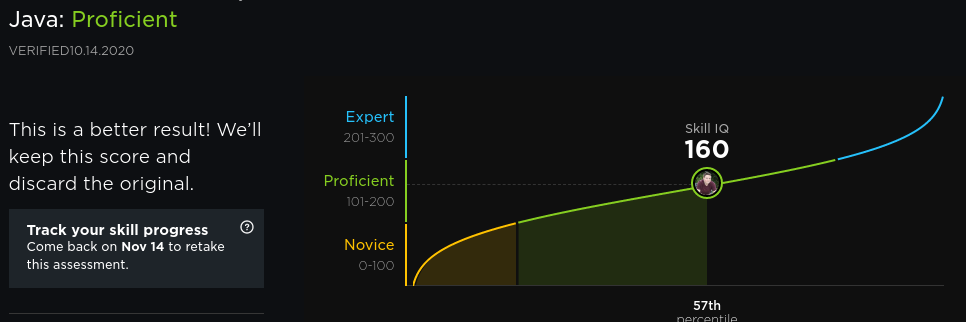 Java: Proficient
VERIFIED10.14.2020
This is a better result! We'll
keep this score and
discard the original.
Track your skill progress
?
Come back on Nov 14 to retake
this assessment.
Expert
201-300
Proficient
101-200
Novice
0-100
Skill IQ
160
57th
percentile